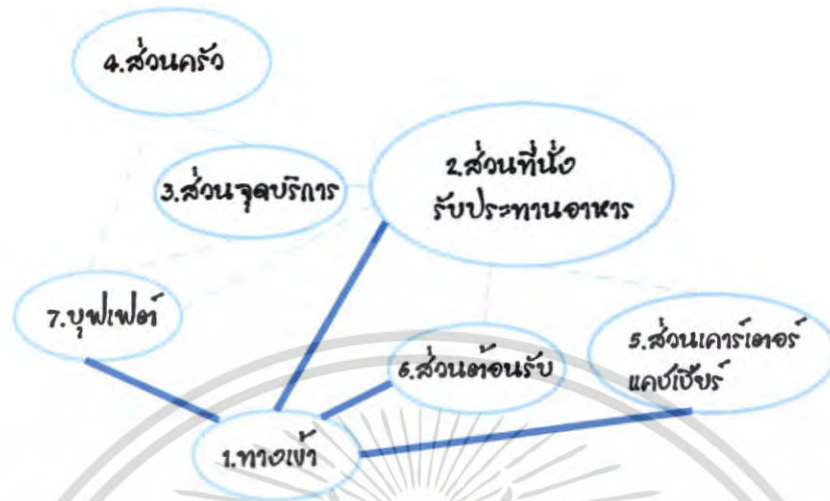 4.ส่วนครัว
2.ส่วนที่นั่ง
รับประทานอาหาร
3.ส่วนจุดบริการ
7.บุฟเฟต์
6.ส่วนต้อนรับ
5.ส่วนเคาร์เตอร์
แคชเชียร์
1.ทางเข้า